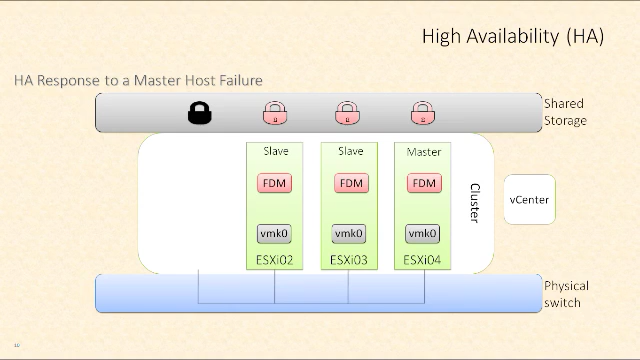 High Availability (HA)
HA Response to a Master Host Failure
Shared
Storage
Slave
Slave
Master
FDM
FDM
FDM
Cluster
vCenter
vmk0
vmk0
vmk0
ESXi02
ESXi03
ESXi04
Physical
switch